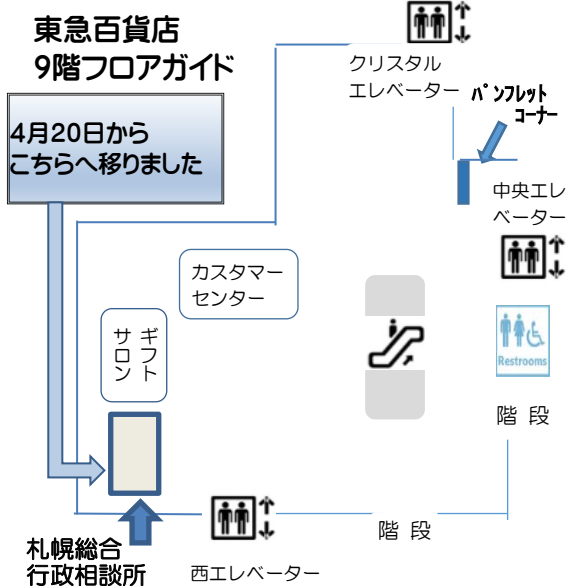 東急百貨店
9階フロアガイド
クリスタル
エレベーター
パンフレット
コーナー
4月20日から
こちらへ移りました
中央エレ
ベーター
カスタマー
センター
ギフト
サロン
Restrooms
階 段
階 段
札幌総合
行政相談所
西エレベーター